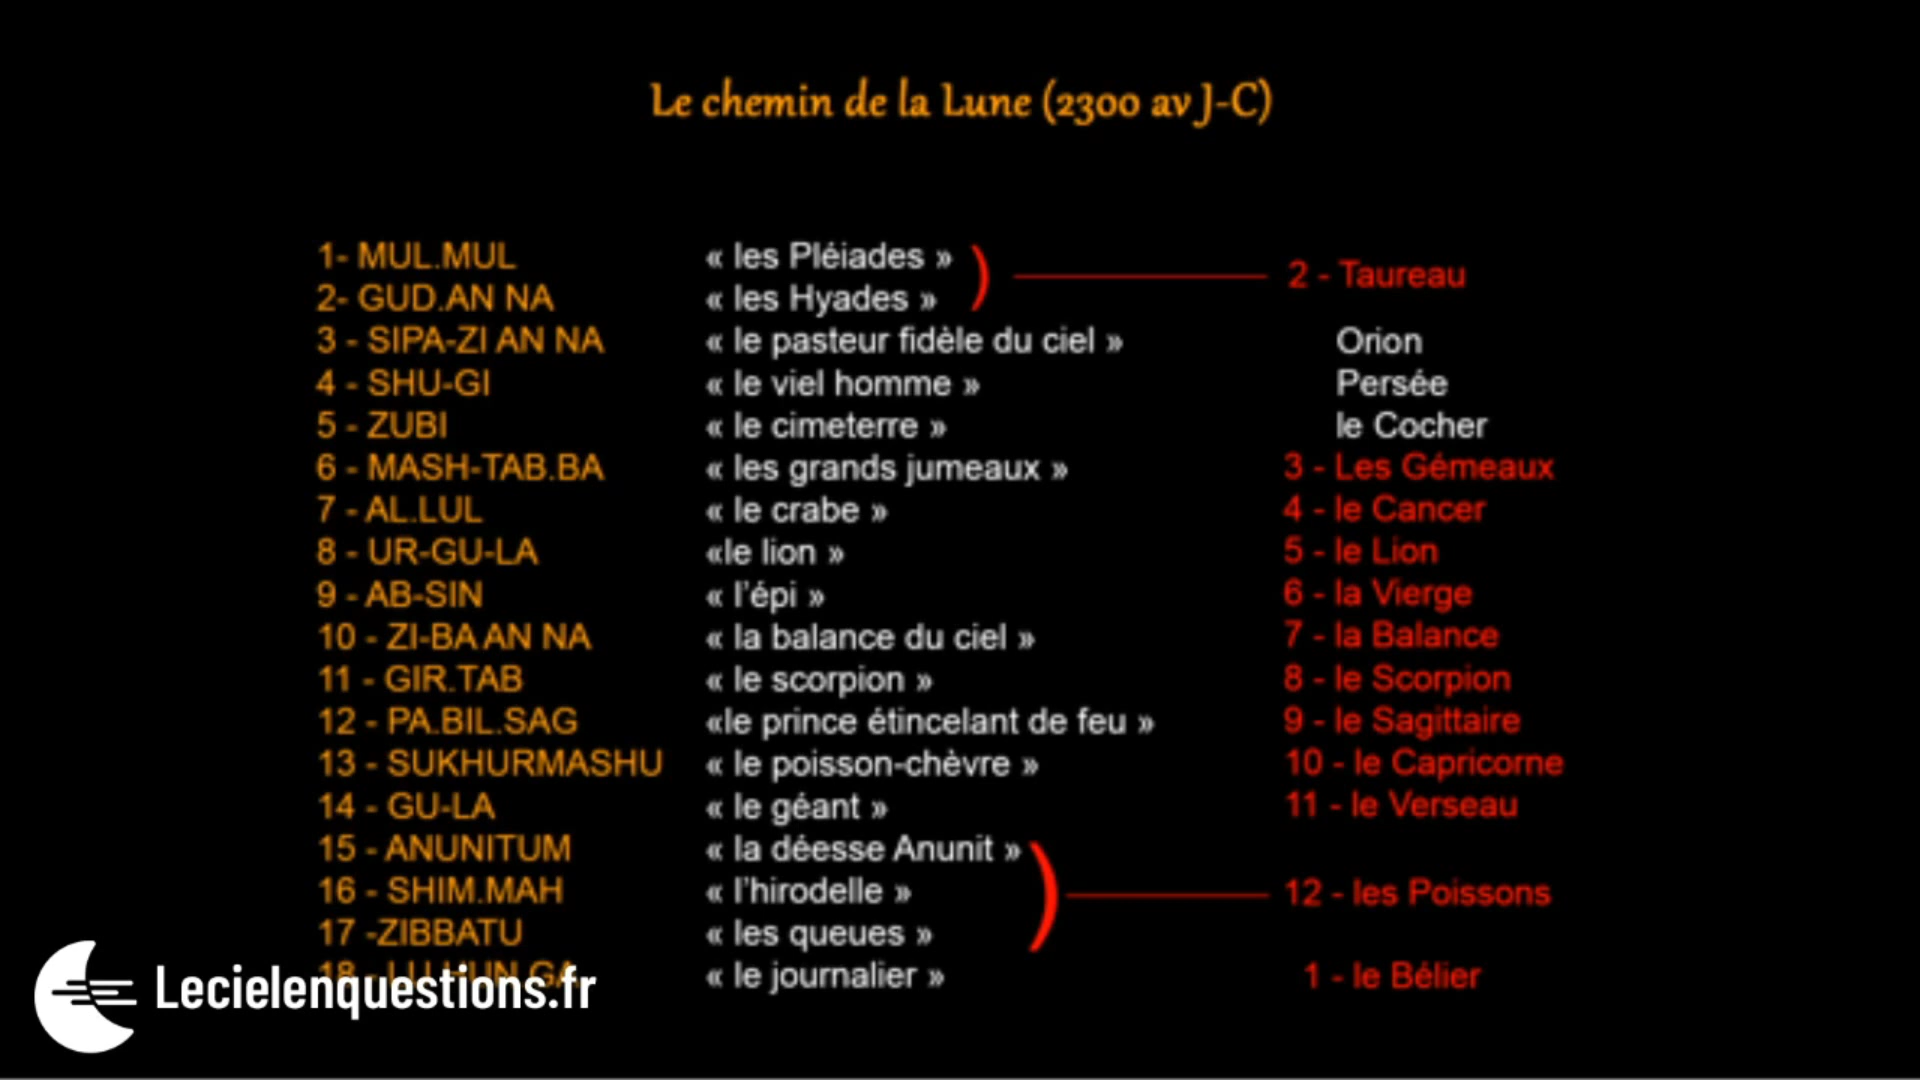 Le chemin de la Lune (2300 av J-C)
1- MUL.MUL « les Pléiades » ) 2 - Taureau
2- GUD.AN NA « les Hyades »
3 - SIPA-ZI AN NA « le pasteur fidèle du ciel » Orion
4 - SHU-GI « le viel homme » Persée
5 - ZUBI « le cimeterre » le Cocher
6 - MASH-TAB.BA « les grands jumeaux » 3 - Les Gémeaux
7 - AL.LUL « le crabe » 4 - le Cancer
8 - UR-GU-LA «le lion » 5 - le Lion
9 - AB-SIN « l'épi » 6 - la Vierge
10 - ZI-BA AN NA « la balance du ciel » 7 - la Balance
11 - GIR.TAB « le scorpion » 8 - le Scorpion
12 - PA.BIL.SAG «le prince étincelant de feu » 9 - le Sagittaire
13 - SUKHURMASHU « le poisson-chèvre » 10 - le Capricorne
14 - GU-LA « le géant » 11 - le Verseau
15 - ANUNITUM « la déesse Anunit »
16 - SHIM.MAH « l'hirodelle » ) 12 - les Poissons
17 -ZIBBATU « les queues »
18 - « le journalier » 1 - le Bélier
Lecielenquestions.fr